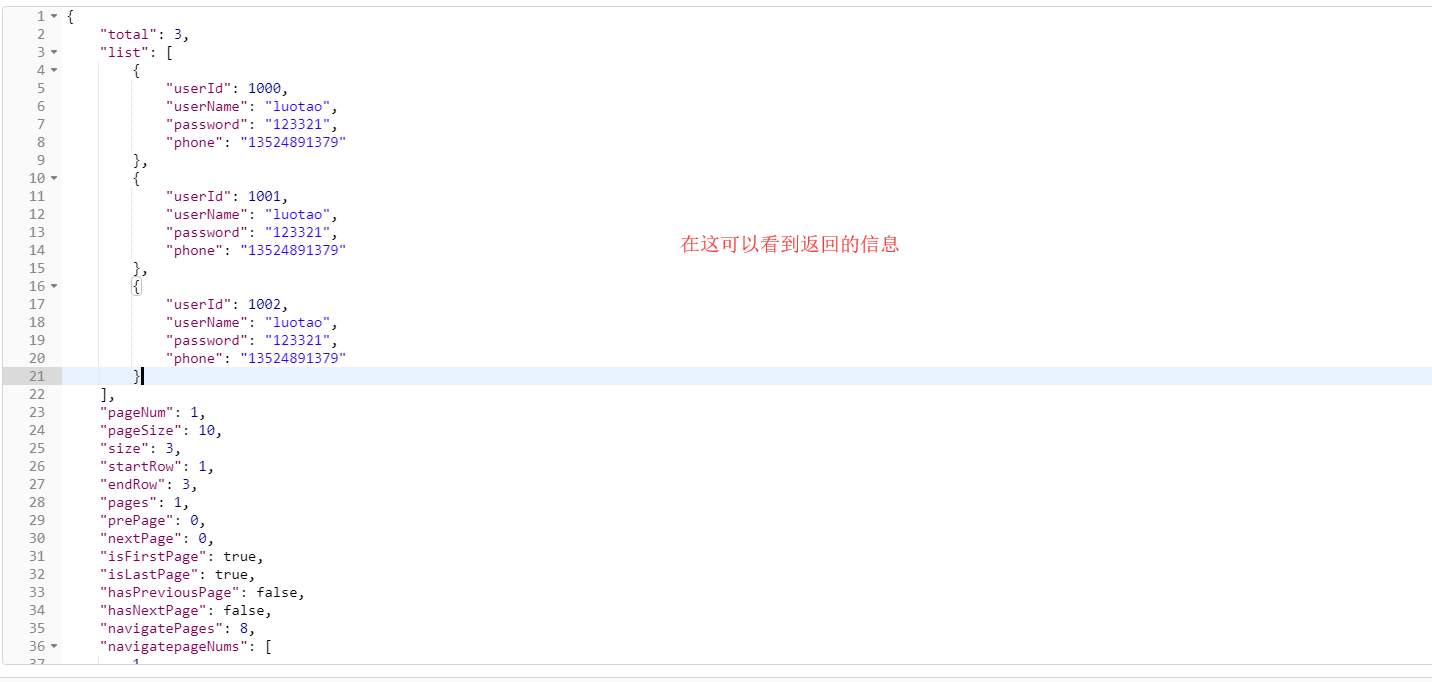 1 {
2 "total": 3,
3 "list": [
4 {
5 "userId": 1000,
6 "userName": "luotao",
7 "password": "123321",
8 "phone": "13524891379"
9 },
10 {
11 "userId": 1001,
12 "userName": "luotao",
13 "password": "123321",
14 "phone": "13524891379"
在这可以看到返回的信息
15 },
16 {
17 "userId": 1002,
18 "userName": "luotao",
19 "password": "123321",
20 "phone": "13524891379"
21 }
22 ],
23 "pageNum": 1,
24 "pageSize": 10,
25 "size": 3,
26 "startRow": 1,
27 "endRow": 3,
28 "pages": 1,
29 "prePage": 0,
30 "nextPage": 0,
31 "isFirstPage": true,
32 "isLastPage": true,
33 "hasPreviousPage": false,
34 "hasNextPage": false,
35 "navigatePages": 8,
36 "navigatepageNums": [
37 1